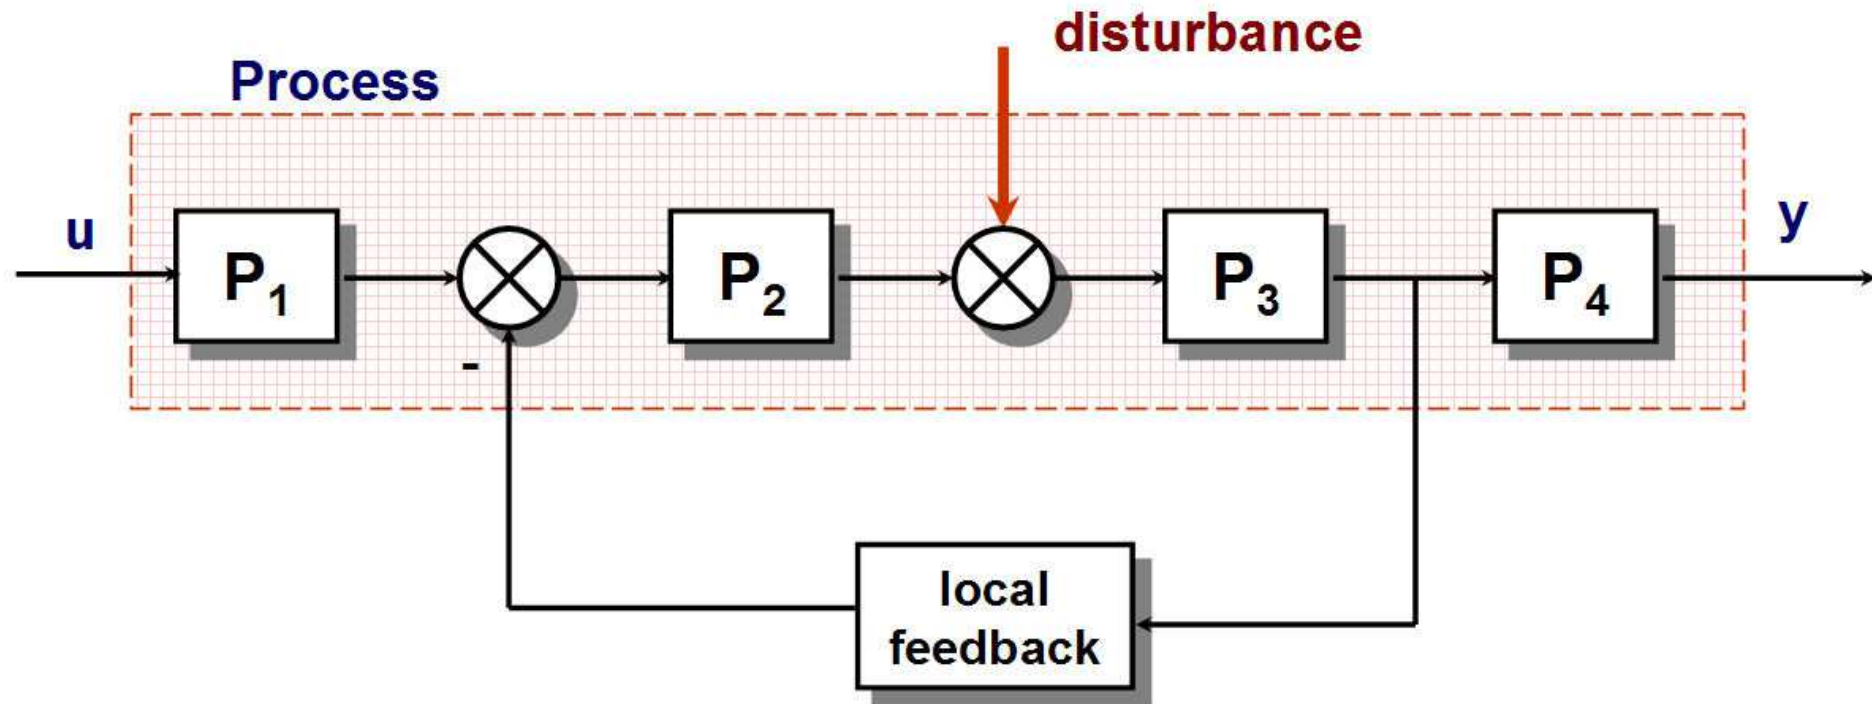 disturbance
Process
u
P1
P2
P3
P4
y
-
local
feedback